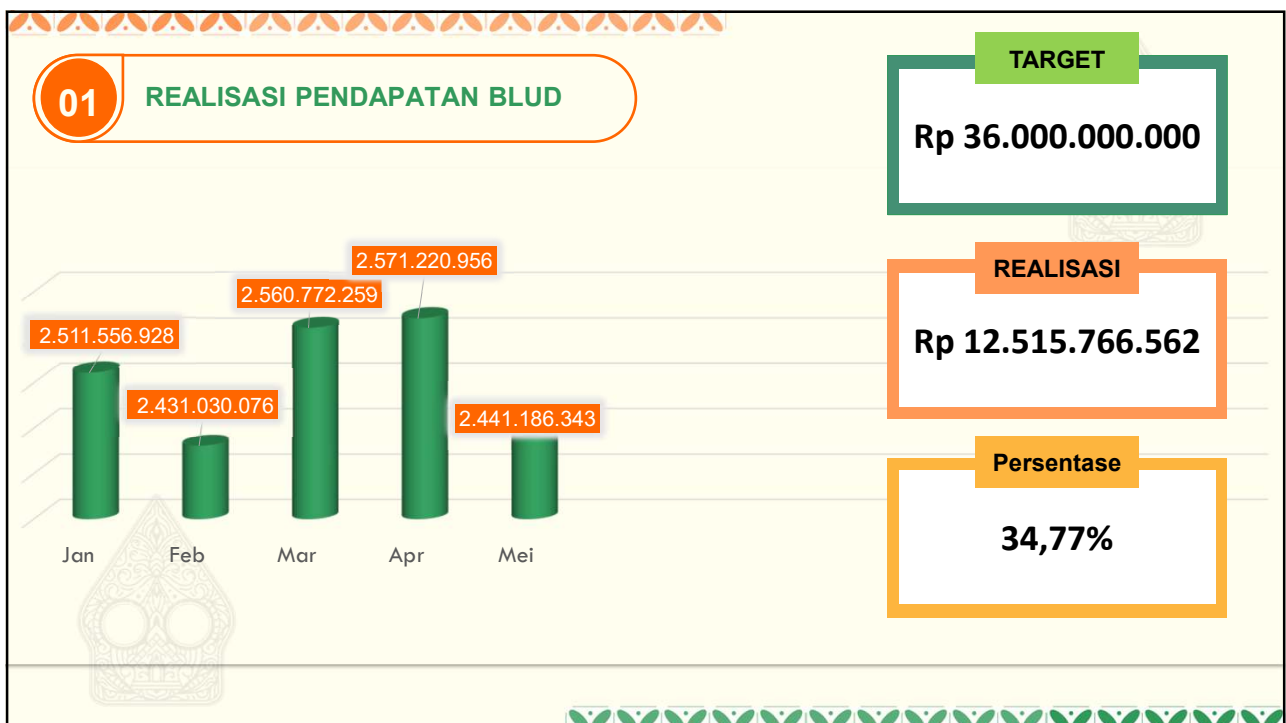 01
REALISASI PENDAPATAN BLUD
TARGET
Rp 36.000.000.000
REALISASI
Rp 12.515.766.562
Persentase
34,77%
2.511.556.928
2.431.030.076
2.560.772.259
2.571.220.956
2.441.186.343
Jan
Feb
Mar
Apr
Mei